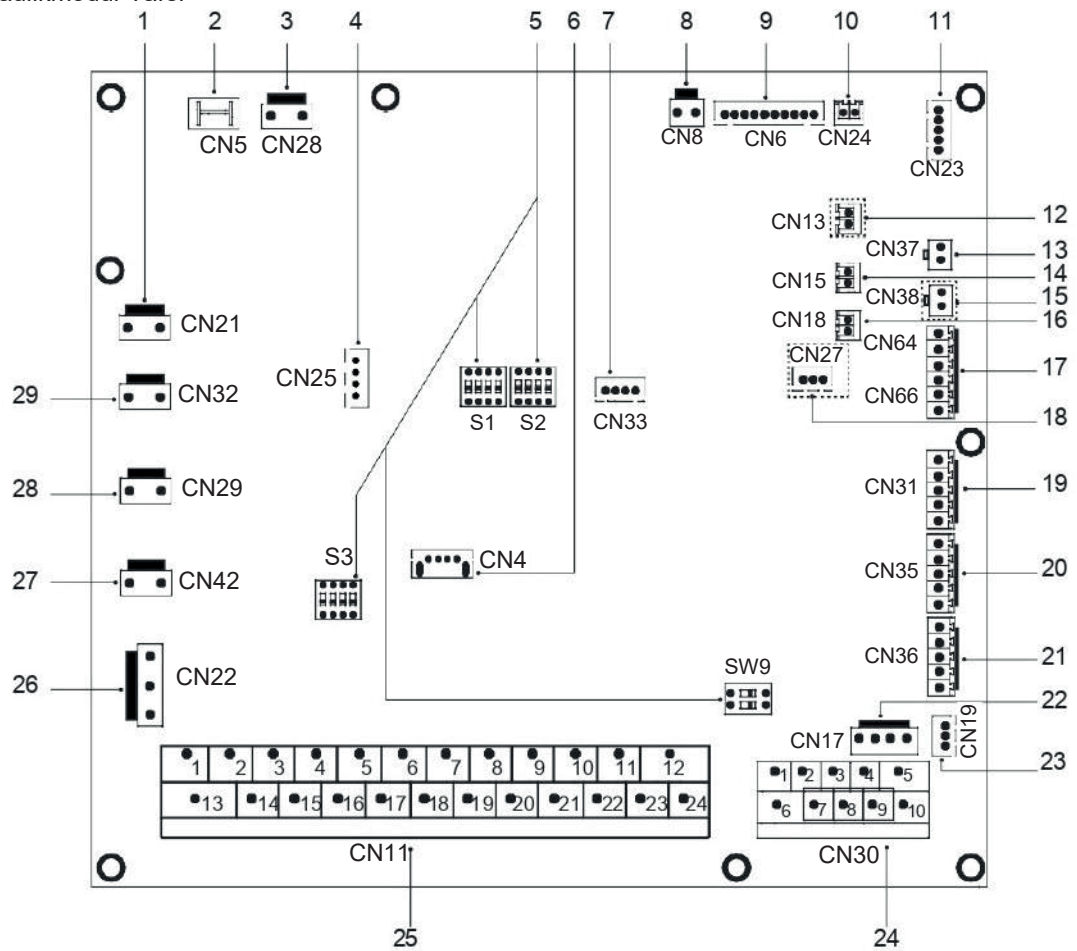 1 2 3 4 5 6 7 8 9 10 11
CN5 CN28 CN8 CN6 CN24 CN23
CN13 12
CN37 13
CN15 14
CN38 15
CN18 16
CN21 CN64
CN27 17
29 CN32 CN25 S1 S2 CN33 CN66
18
28 CN29 CN31 19
S3 CN4
27 CN42 CN35 20
26 CN22 SW9 CN36 21
22
CN17 CN19
23
1 2 3 4 5 6 7 8 9 10 11 12
13 14 15 16 17 18 19 20 21 22 23 24
CN11
1 2 3 4 5
6 7 8 9 10
CN30
25 24